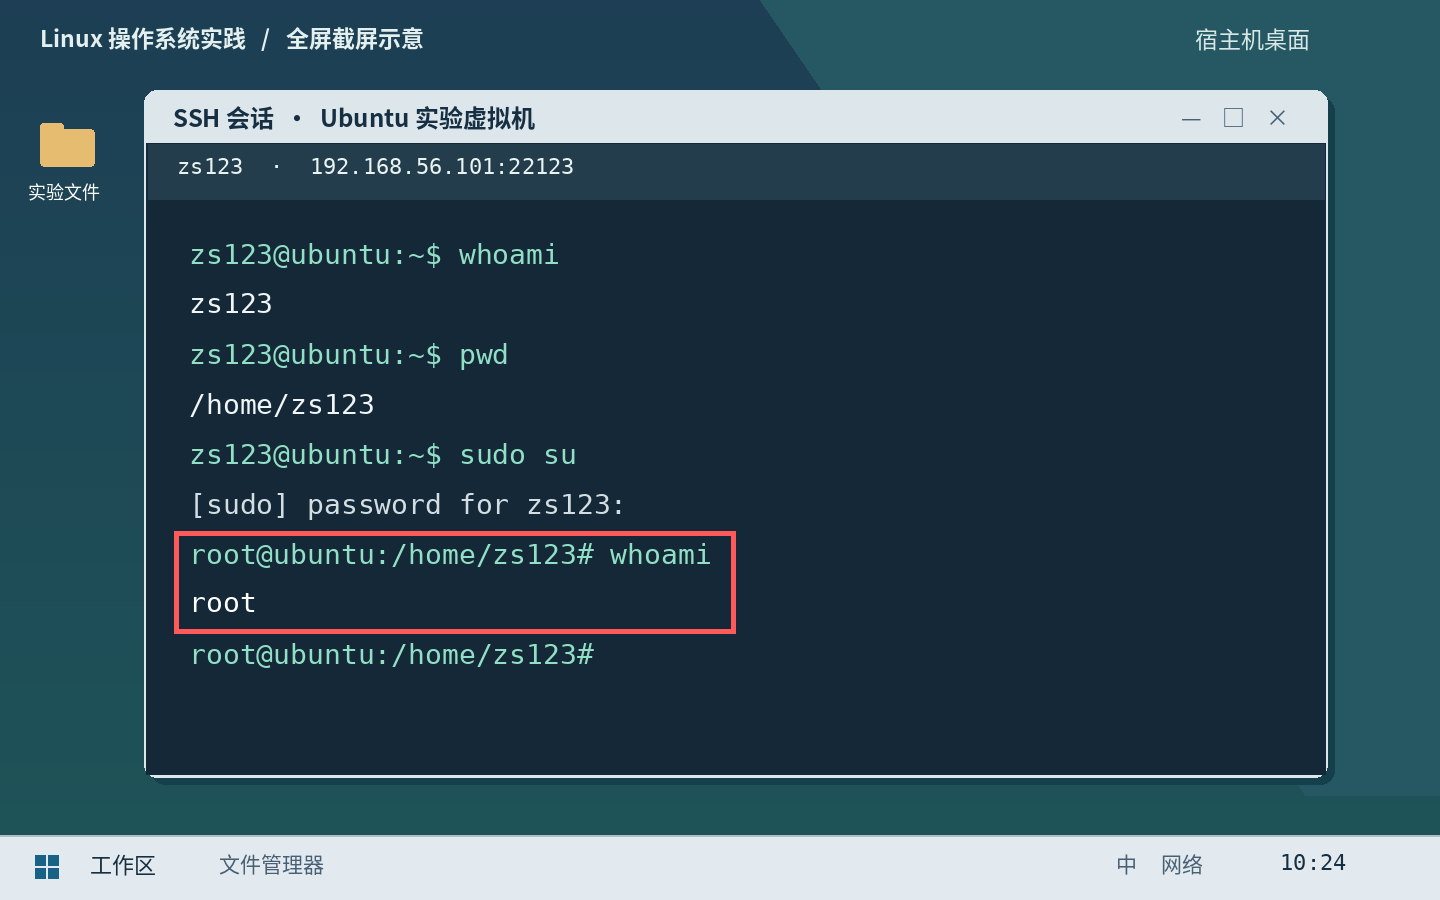 Linux 操作系统实践 / 全屏截屏示意
宿主机桌面
实验文件
SSH 会话 · Ubuntu 实验虚拟机
zs123 · 192.168.56.101:22123
zs123@ubuntu:~$ whoami
zs123
zs123@ubuntu:~$ pwd
/home/zs123
zs123@ubuntu:~$ sudo su
[sudo] password for zs123:
root@ubuntu:/home/zs123# whoami
root
root@ubuntu:/home/zs123#
工作区 文件管理器 中 网络 10:24